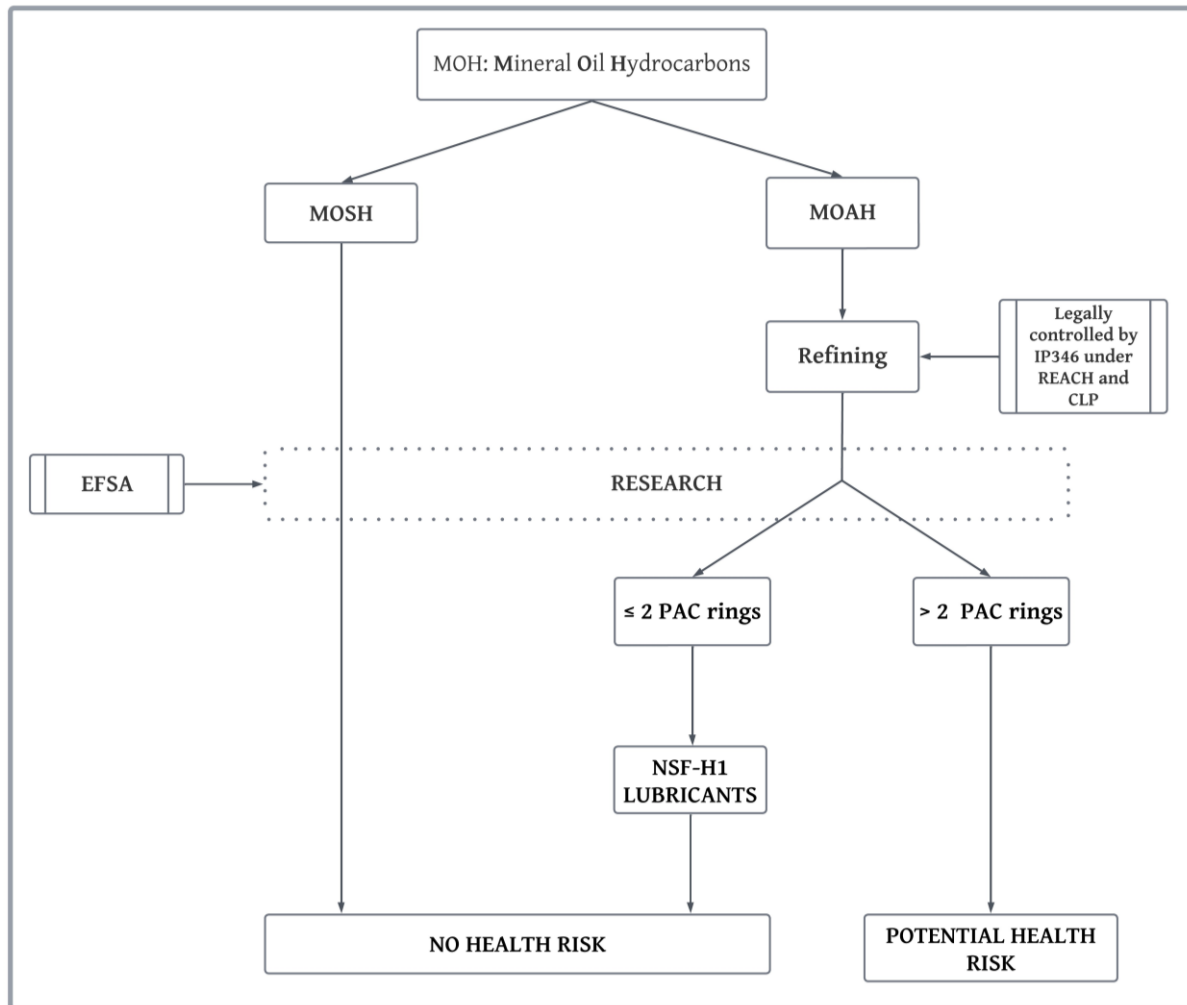 MOH: Mineral Oil Hydrocarbons
MOSH
MOAH
Refining
Legally
controlled by
IP346 under
REACH and
CLP
EFSA
RESEARCH
≤ 2 PAC rings
> 2 PAC rings
NSF-H1
LUBRICANTS
NO HEALTH RISK
POTENTIAL HEALTH
RISK